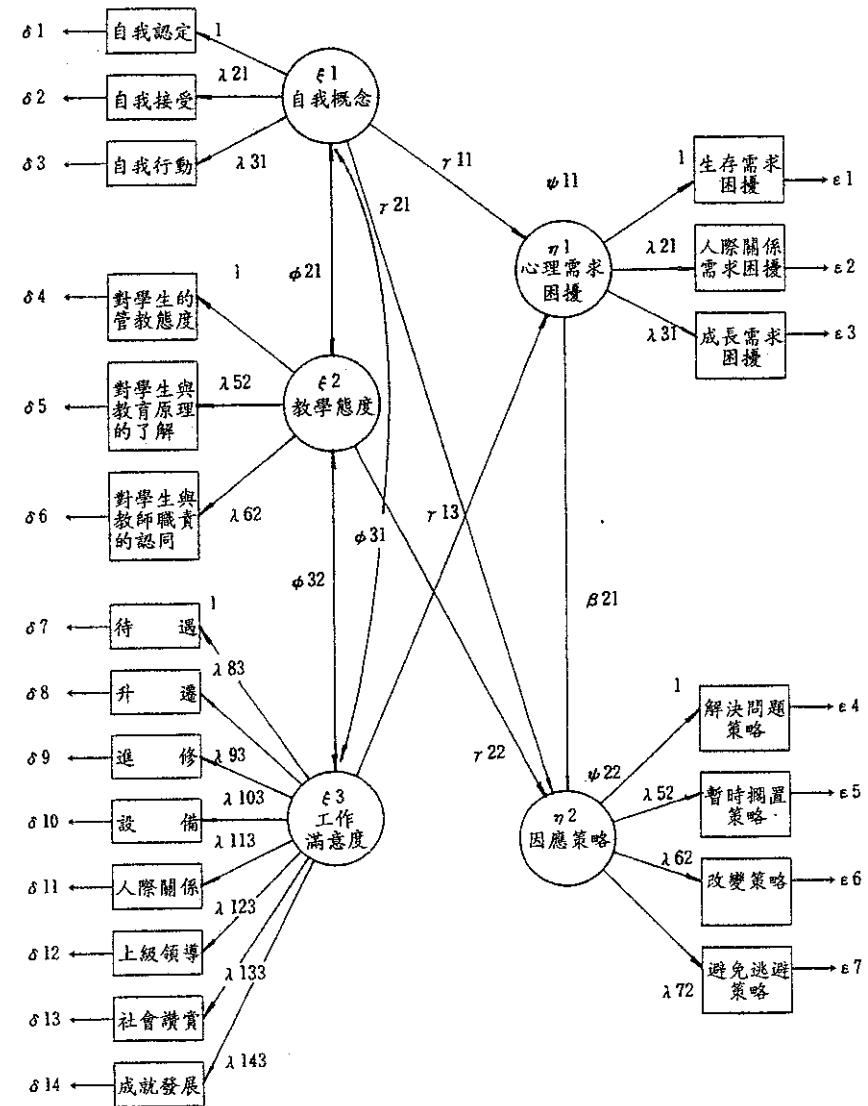 δ1
自我認定
1
λ21
ξ1
自我概念
δ2
自我接受
δ3
自我行動
λ31
γ11
ψ11
1
生存需求
困擾
ε1
γ21
η1
心理需求
困擾
λ21
人際關係
需求困擾
ε2
φ21
λ31
成長需求
困擾
ε3
δ4
對學生的
管教態度
1
δ5
對學生與
教育原理
的了解
λ52
ξ2
教學態度
δ6
對學生與
教師職責
的認同
λ62
φ31
γ13
φ32
β21
δ7
待遇
1
λ83
δ8
升遷
δ9
進修
λ93
δ10
設備
λ103
ξ3
工作
滿意度
λ113
δ11
人際關係
λ123
δ12
上級領導
λ133
δ13
社會讚賞
λ143
δ14
成就發展
γ22
ψ22
η2
因應策略
1
解決問題
策略
ε4
λ52
暫時擱置
策略
ε5
λ62
改變策略
ε6
λ72
避免逃避
策略
ε7